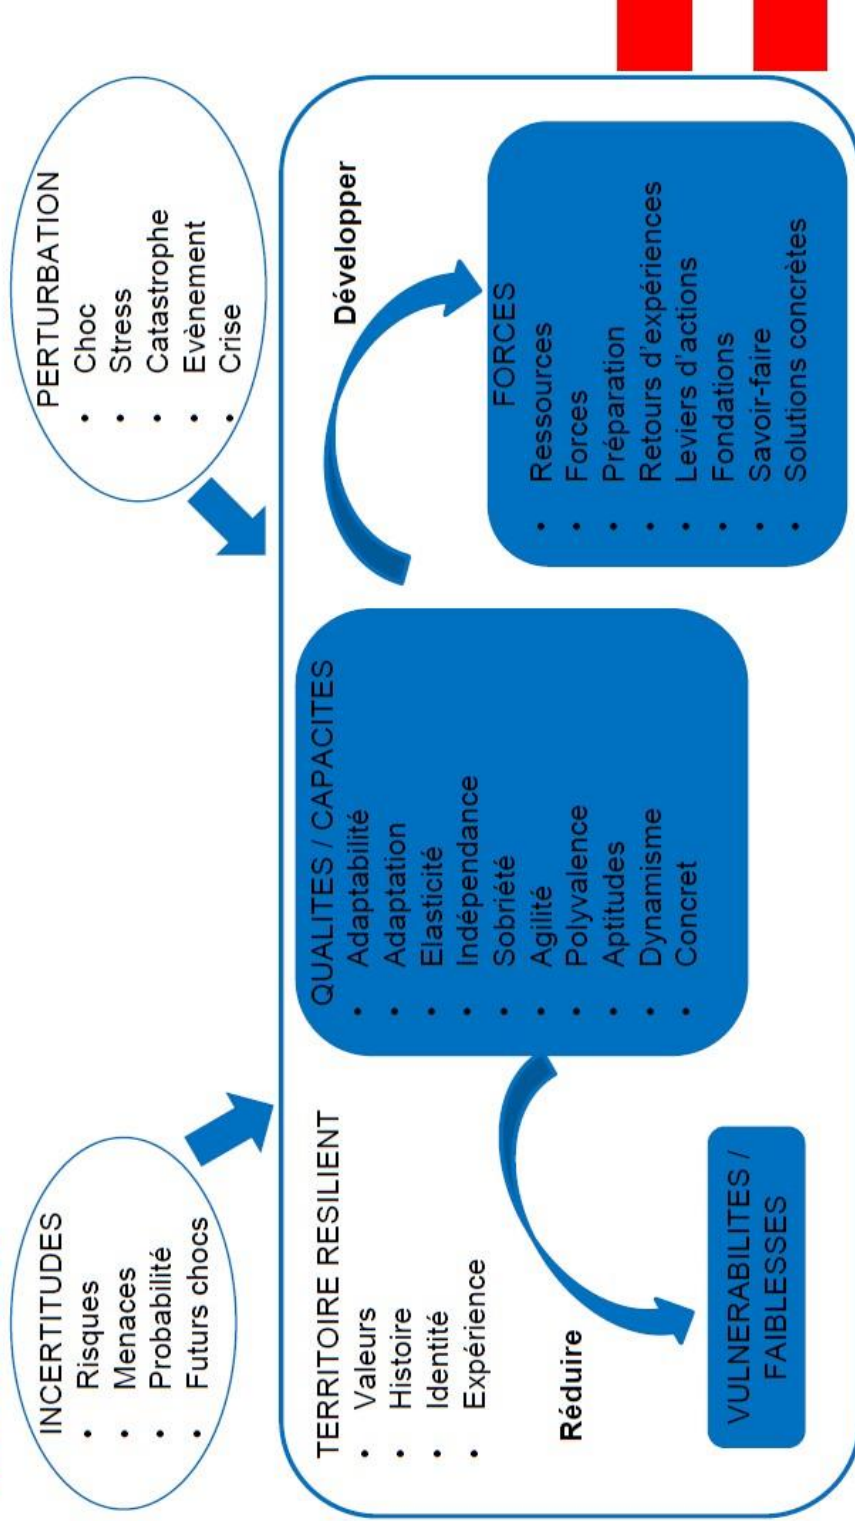 INCERTITUDES
• Risques
• Menaces
• Probabilité
• Futurs chocs
PERTURBATION
• Choc
• Stress
• Catastrophe
• Evènement
• Crise
TERRITOIRE RESILIENT
• Valeurs
• Histoire
• Identité
• Expérience
Réduire
VULNERABILITES /
FAIBLESSES
QUALITES / CAPACITES
• Adaptabilité
• Adaptation
• Elasticité
• Indépendance
• Sobriété
• Agilité
• Polyvalence
• Aptitudes
• Dynamisme
• Concret
Développer
FORCES
• Ressources
• Forces
• Préparation
• Retours d'expériences
• Leviers d'actions
• Fondations
• Savoir-faire
• Solutions concrètes